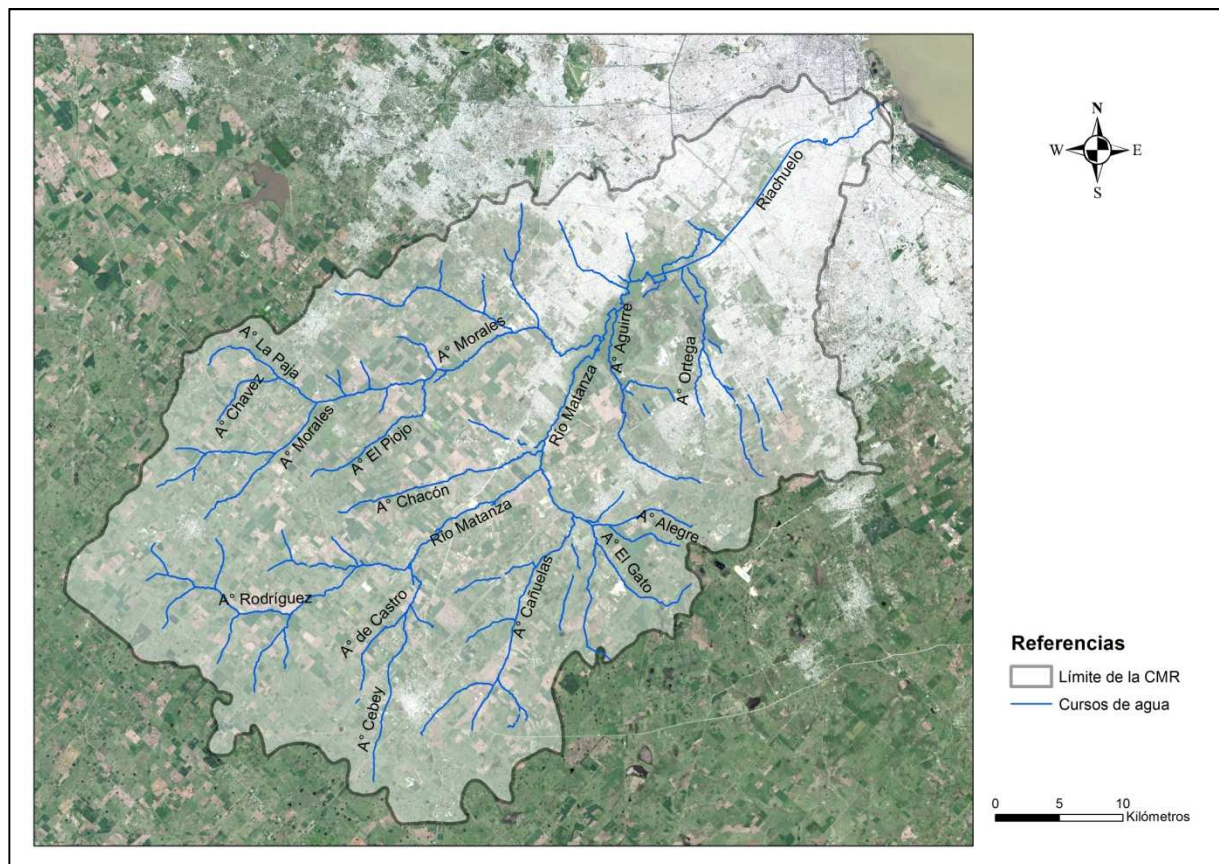 N
W E
S
Riachuelo
A° Aguirre
A° Morales
A° Ortega
A° La Paja
A° Chavez
Río Matanza
A° Morales
A° El Piojo
A° Chacón
Río Matanza
A° Alegre
A° El Gato
A° Cañuelas
A° Rodríguez
A° de Castro
A° Cebey
Referencias
Límite de la CMR
Cursos de agua
0 5 10
Kilómetros